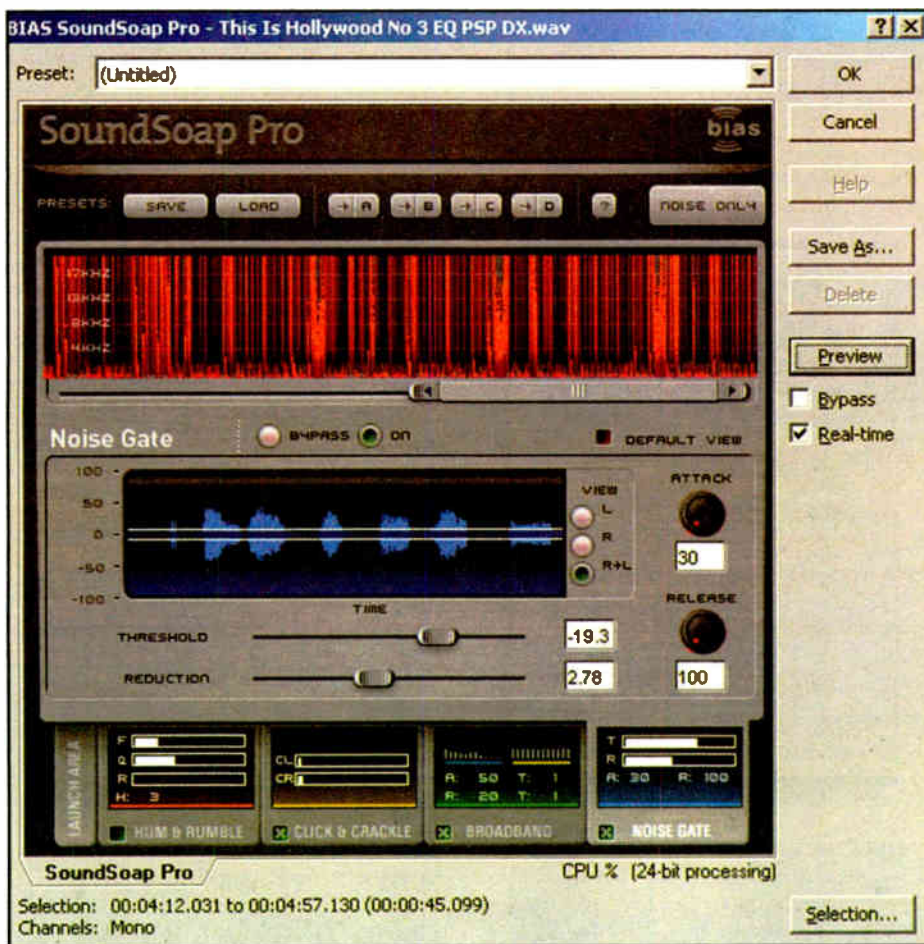 BIAS SoundSoap Pro - This Is Hollywood No 3 EQ PSP DX.wav
Preset: (Untitled)
OK
Cancel
Help
Save As...
Delete
Preview
Bypass
Real-time
SoundSoap Pro
bias
PRESETS: SAVE LOAD → A → B → C → D ? NOISE ONLY
17KHZ
4KHZ
Noise Gate
BYPASS ON
DEFAULT VIEW
100
50
0
-50
-100
TIME
VIEW
L
R
R+L
ATTACK
30
RELEASE
100
THRESHOLD -19.3
REDUCTION 2.78
LAUNCH AREA
F
Q
R
H: 3
HUM & RUMBLE
CL
CR
CLICK & CRACKLE
A: 50 T: 1
R: 20 T: 1
BROADBAND
T
R
A: 30 R: 100
NOISE GATE
SoundSoap Pro
CPU % (24-bit processing)
Selection: 00:04:12.031 to 00:04:57.130 (00:00:45.099)
Channels: Mono
Selection...